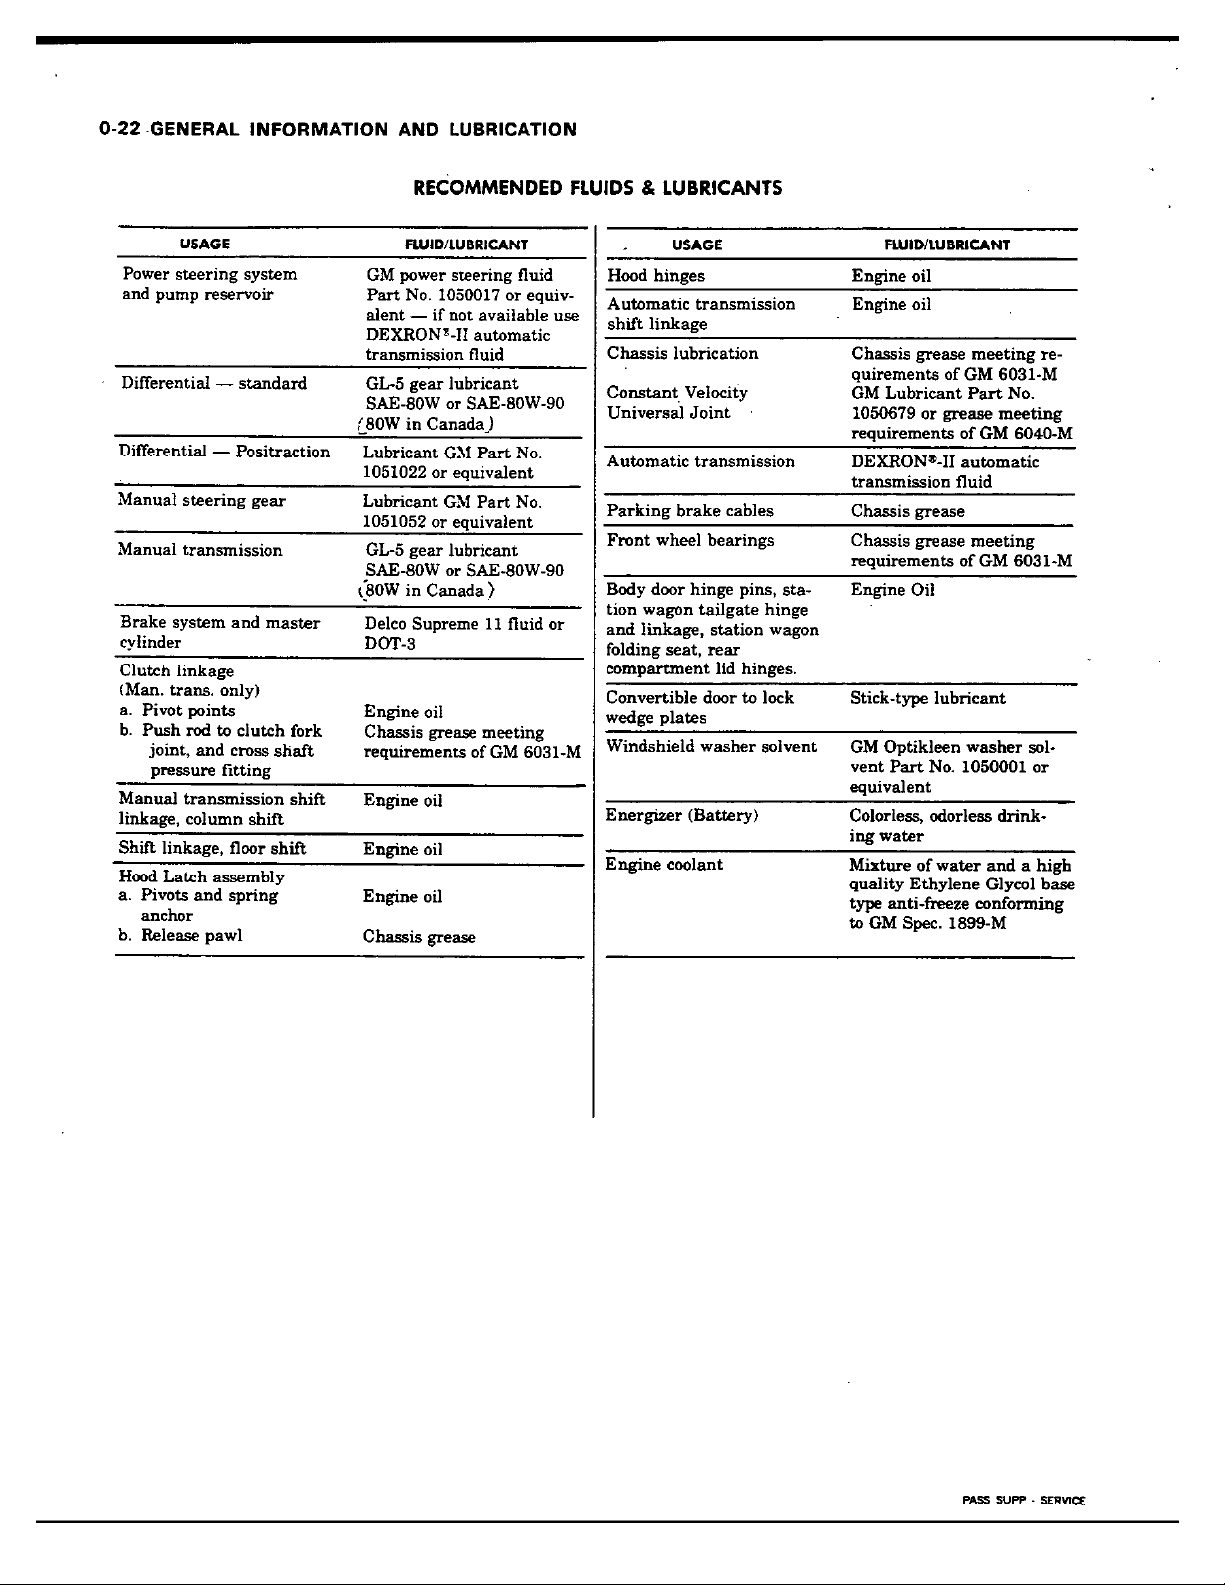 0-22 GENERAL INFORMATION AND LUBRICATION
RECOMMENDED FLUIDS & LUBRICANTS
USAGE FLUID/LUBRICANT
Power steering system GM power steering fluid
and pump reservoir Part No. 1050017 or equiv-
alent — if not available use
DEXRON®-II automatic
transmission fluid
Differential — standard GL-5 gear lubricant
SAE-80W or SAE-80W-90
(80W in Canada)
Differential — Positraction Lubricant GM Part No.
1051022 or equivalent
Manual steering gear Lubricant GM Part No.
1051052 or equivalent
Manual transmission GL-5 gear lubricant
SAE-80W or SAE-80W-90
(80W in Canada)
Brake system and master Delco Supreme 11 fluid or
cylinder DOT-3
Clutch linkage
(Man. trans. only)
a. Pivot points Engine oil
b. Push rod to clutch fork Chassis grease meeting
joint, and cross shaft requirements of GM 6031-M
pressure fitting
Manual transmission shift Engine oil
linkage, column shift
Shift linkage, floor shift Engine oil
Hood Latch assembly
a. Pivots and spring Engine oil
anchor
b. Release pawl Chassis grease
USAGE FLUID/LUBRICANT
Hood hinges Engine oil
Automatic transmission Engine oil
shift linkage
Chassis lubrication Chassis grease meeting re-
quirements of GM 6031-M
Constant Velocity GM Lubricant Part No.
Universal Joint 1050679 or grease meeting
requirements of GM 6040-M
Automatic transmission DEXRON®-II automatic
transmission fluid
Parking brake cables Chassis grease
Front wheel bearings Chassis grease meeting
requirements of GM 6031-M
Body door hinge pins, sta- Engine Oil
tion wagon tailgate hinge
and linkage, station wagon
folding seat, rear
compartment lid hinges.
Convertible door to lock Stick-type lubricant
wedge plates
Windshield washer solvent GM Optikleen washer sol-
vent Part No. 1050001 or
equivalent
Energizer (Battery) Colorless, odorless drink-
ing water
Engine coolant Mixture of water and a high
quality Ethylene Glycol base
type anti-freeze conforming
to GM Spec. 1899-M
PASS SUPP - SERVICE